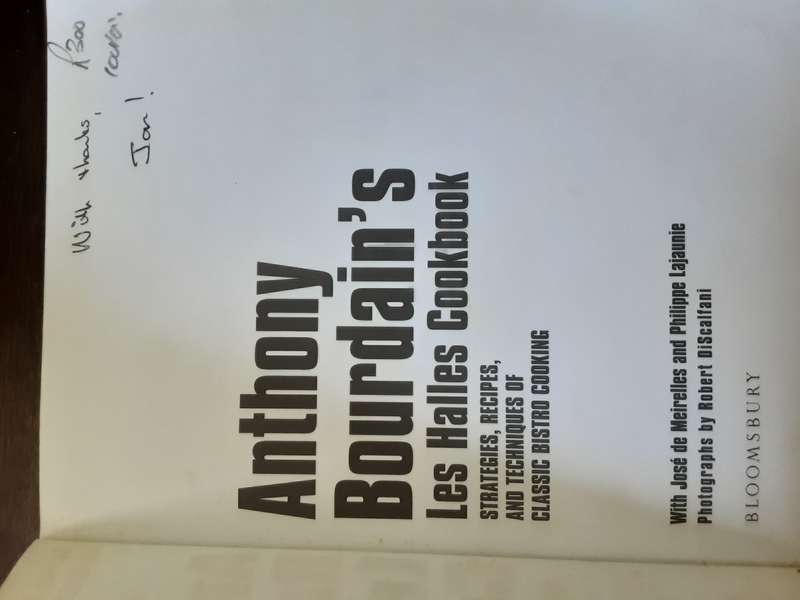 With thanks,
R300
Jon!
Anthony
Bourdain's
Les Halles Cookbook
STRATEGIES, RECIPES,
AND TECHNIQUES OF
CLASSIC BISTRO COOKING
With José de Meirelles and Philippe Lajaunie
Photographs by Robert DiScalfani
BLOOMSBURY